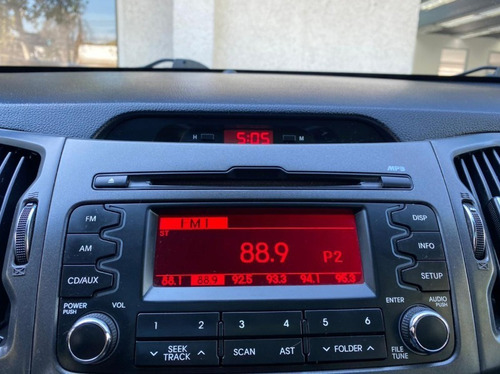 H 5:05 M
MP3
FM
AM
CD/AUX
POWER PUSH
VOL
FM1
ST
88.9 P2
88.1 88.9 92.5 93.3 94.1 95.3
DISP
INFO
SETUP
ENTER
AUDIO PUSH
FILE TUNE
1 2 3 4 5 6
SEEK TRACK
SCAN AST
FOLDER